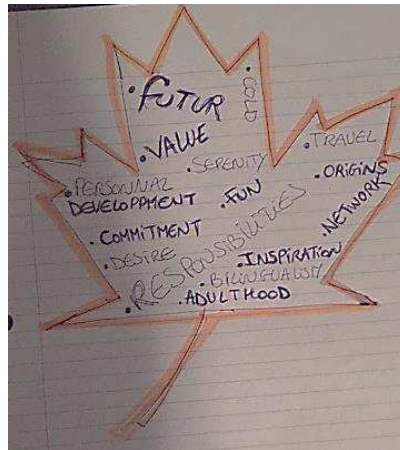 • FUTUR
• COLD
• VALUE
• SERENITY
• TRAVEL
• PERSONNAL
DEVELOPPMENT
• FUN
• ORIGINS
• NETWORK
• COMMITMENT
• DESIRE
• RESPONSIBILITIES
• INSPIRATION
• BILINGUALISM
• ADULTHOOD